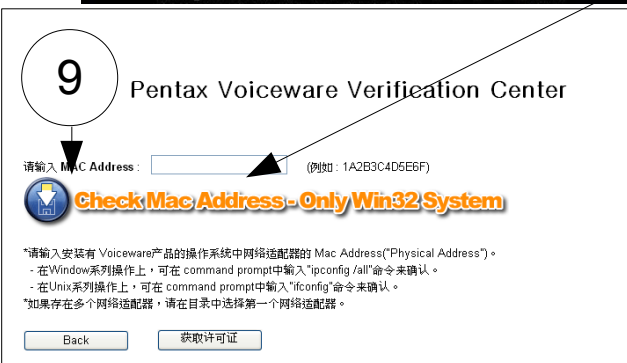 9
Pentax Voiceware Verification Center
请输入 MAC Address : (例如 : 1A2B3C4D5E6F)
Check Mac Address - Only Win32 System
*请输入安装有 Voiceware产品的操作系统中网络适配器的 Mac Address("Physical Address")。
- 在Window系列操作上，可在 command prompt中输入"ipconfig /all"命令来确认。
- 在Unix系列操作上，可在 command prompt中输入"ifconfig"命令来确认。
*如果存在多个网络适配器，请在目录中选择第一个网络适配器。
Back 获取许可证